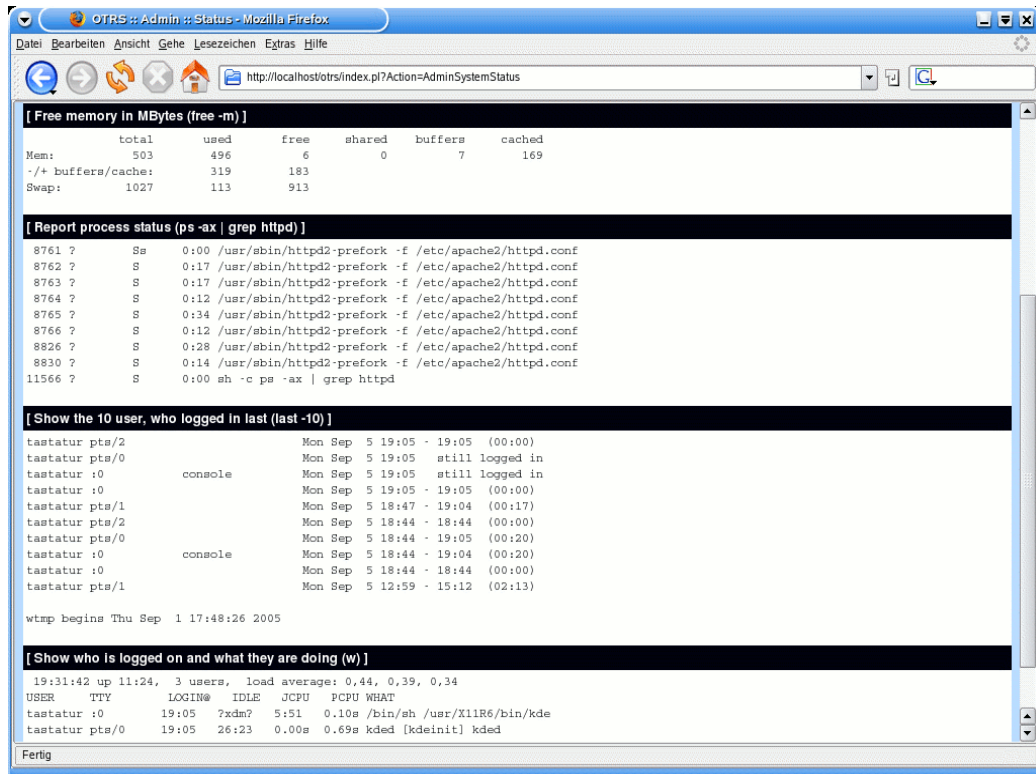 OTRS :: Admin :: Status - Mozilla Firefox
Datei Bearbeiten Ansicht Gehe Lesezeichen Extras Hilfe
http://localhost/otrs/index.pl?Action=AdminSystemStatus
G
[ Free memory in MBytes (free -m) ]
total used free shared buffers cached
Mem: 503 496 6 0 7 169
-/+ buffers/cache: 319 183
Swap: 1027 113 913
[ Report process status (ps -ax | grep httpd) ]
8761 ? Ss 0:00 /usr/sbin/httpd2-prefork -f /etc/apache2/httpd.conf
8762 ? S 0:17 /usr/sbin/httpd2-prefork -f /etc/apache2/httpd.conf
8763 ? S 0:17 /usr/sbin/httpd2-prefork -f /etc/apache2/httpd.conf
8764 ? S 0:12 /usr/sbin/httpd2-prefork -f /etc/apache2/httpd.conf
8765 ? S 0:34 /usr/sbin/httpd2-prefork -f /etc/apache2/httpd.conf
8766 ? S 0:12 /usr/sbin/httpd2-prefork -f /etc/apache2/httpd.conf
8826 ? S 0:28 /usr/sbin/httpd2-prefork -f /etc/apache2/httpd.conf
8830 ? S 0:14 /usr/sbin/httpd2-prefork -f /etc/apache2/httpd.conf
11566 ? S 0:00 sh -c ps -ax | grep httpd
[ Show the 10 user, who logged in last (last -10) ]
tastatur pts/2 Mon Sep 5 19:05 - 19:05 (00:00)
tastatur pts/0 Mon Sep 5 19:05 still logged in
tastatur :0 console Mon Sep 5 19:05 still logged in
tastatur :0 Mon Sep 5 19:05 - 19:05 (00:00)
tastatur pts/1 Mon Sep 5 18:47 - 19:04 (00:17)
tastatur pts/2 Mon Sep 5 18:44 - 18:44 (00:00)
tastatur pts/0 Mon Sep 5 18:44 - 19:05 (00:20)
tastatur :0 console Mon Sep 5 18:44 - 19:04 (00:20)
tastatur :0 Mon Sep 5 18:44 - 18:44 (00:00)
tastatur pts/1 Mon Sep 5 12:59 - 15:12 (02:13)
wtmp begins Thu Sep 1 17:48:26 2005
[ Show who is logged on and what they are doing (w) ]
19:31:42 up 11:24, 3 users, load average: 0,44, 0,39, 0,34
USER TTY LOGIN@ IDLE JCPU PCPU WHAT
tastatur :0 19:05 ?xdm? 5:51 0.10s /bin/sh /usr/X11R6/bin/kde
tastatur pts/0 19:05 26:23 0.00s 0.69s kded [kdeinit] kded
Fertig